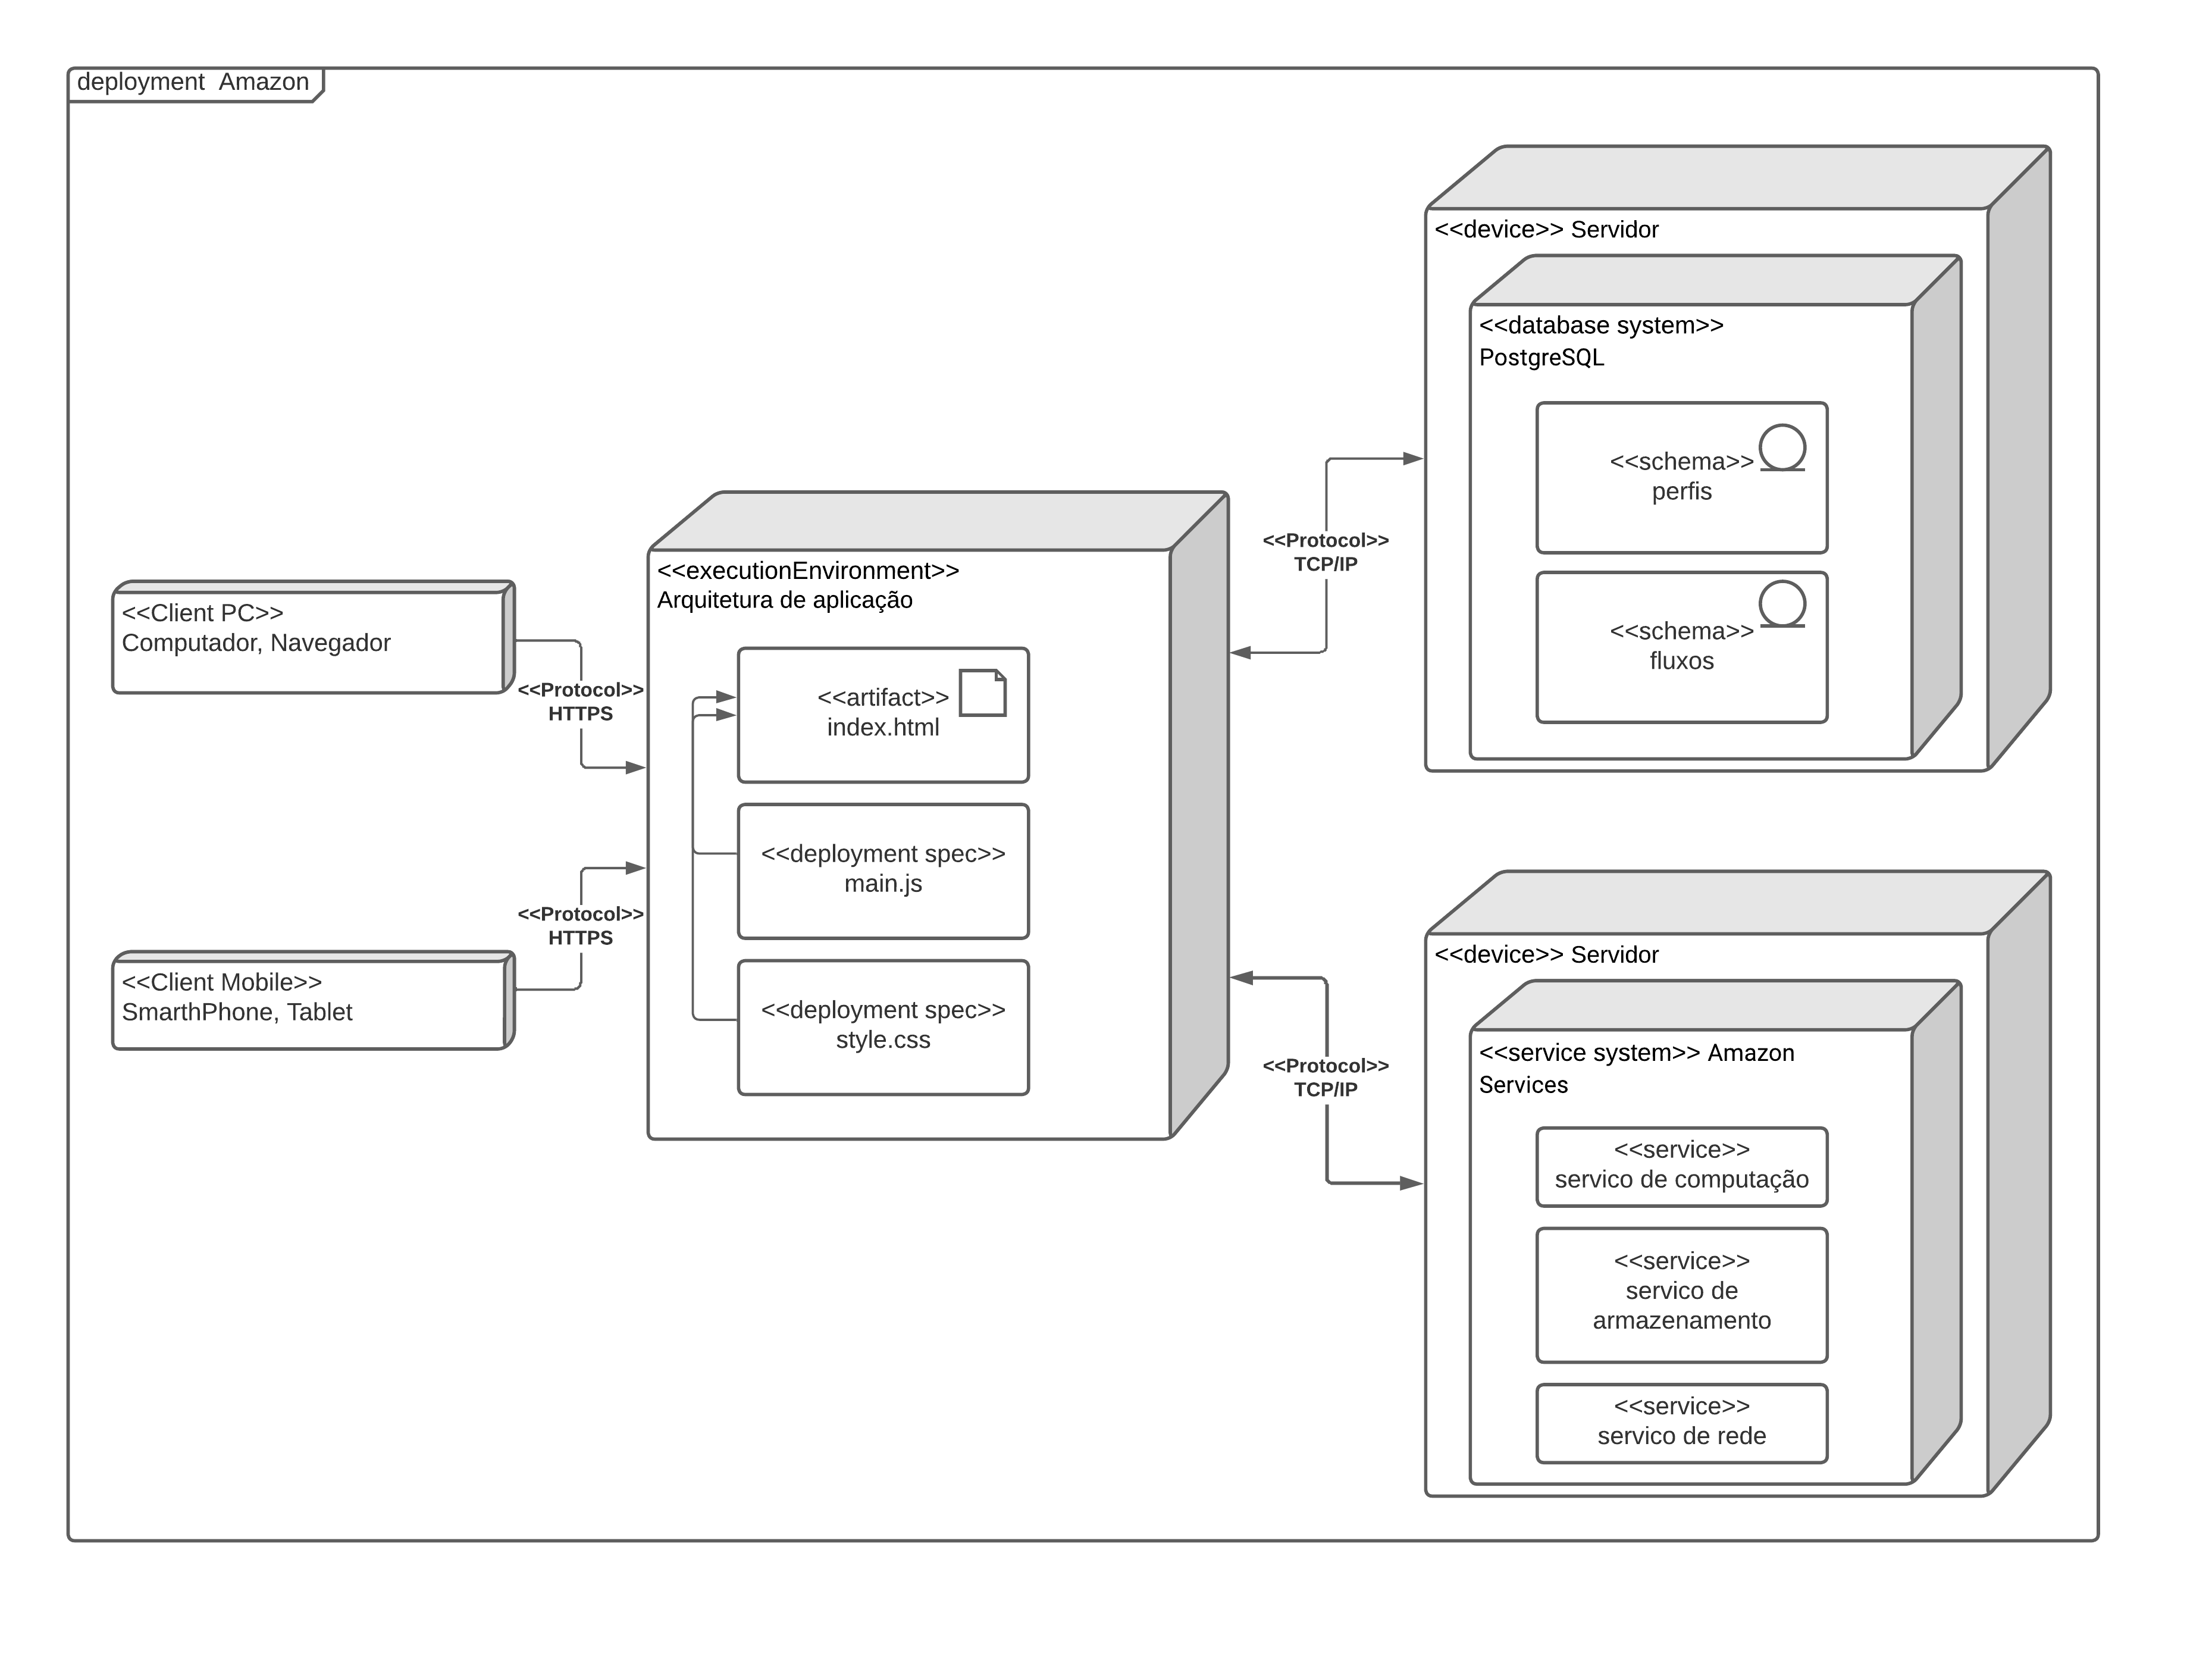 deployment  Amazon
<<Client PC>>
Computador, Navegador
<<Protocol>>
HTTPS
<<Client Mobile>>
SmarthPhone, Tablet
<<Protocol>>
HTTPS
<<executionEnvironment>>
Arquitetura de aplicação
<<artifact>>
index.html
<<deployment spec>>
main.js
<<deployment spec>>
style.css
<<Protocol>>
TCP/IP
<<Protocol>>
TCP/IP
<<device>> Servidor
<<database system>>
PostgreSQL
<<schema>>
perfis
<<schema>>
fluxos
<<device>> Servidor
<<service system>> Amazon
Services
<<service>>
servico de computação
<<service>>
servico de
armazenamento
<<service>>
servico de rede